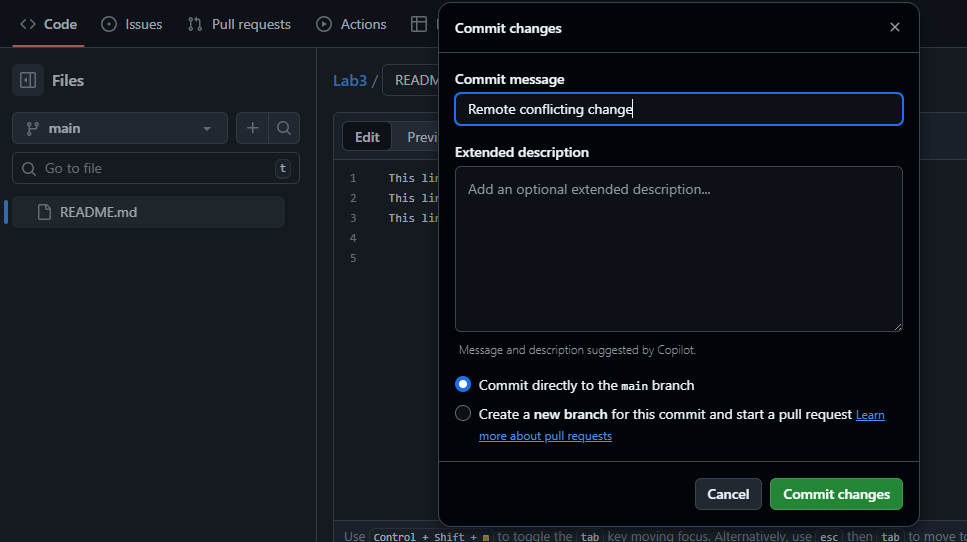 Code Issues Pull requests Actions
Files
main
Go to file t
README.md
Lab3 / READM
Edit Previ
1 This lin
2 This lin
3 This lin
4
5
Commit changes
Commit message
Remote conflicting change
Extended description
Add an optional extended description...
Message and description suggested by Copilot.
Commit directly to the main branch
Create a new branch for this commit and start a pull request Learn
more about pull requests
Cancel Commit changes
Use Control + Shift + m to toggle the tab key moving focus. Alternatively, use esc then tab to move to